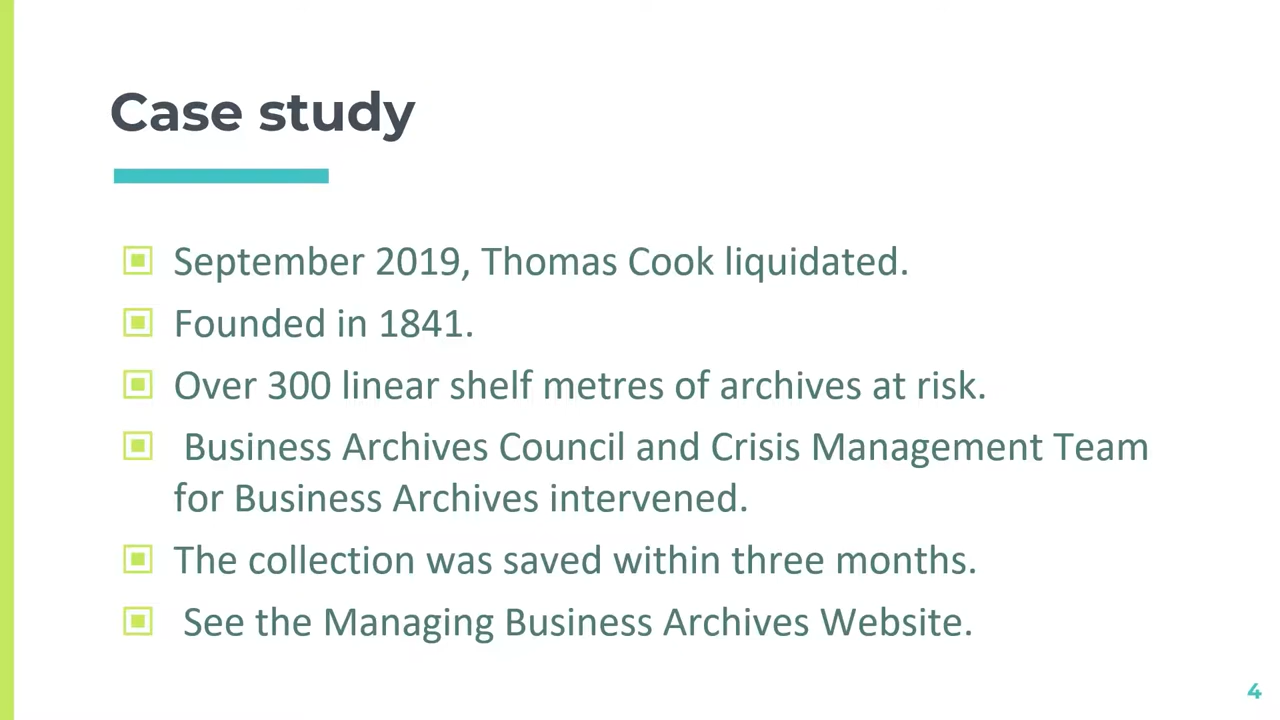 Case study
September 2019, Thomas Cook liquidated.
Founded in 1841.
Over 300 linear shelf metres of archives at risk.
Business Archives Council and Crisis Management Team
for Business Archives intervened.
The collection was saved within three months.
See the Managing Business Archives Website.
4